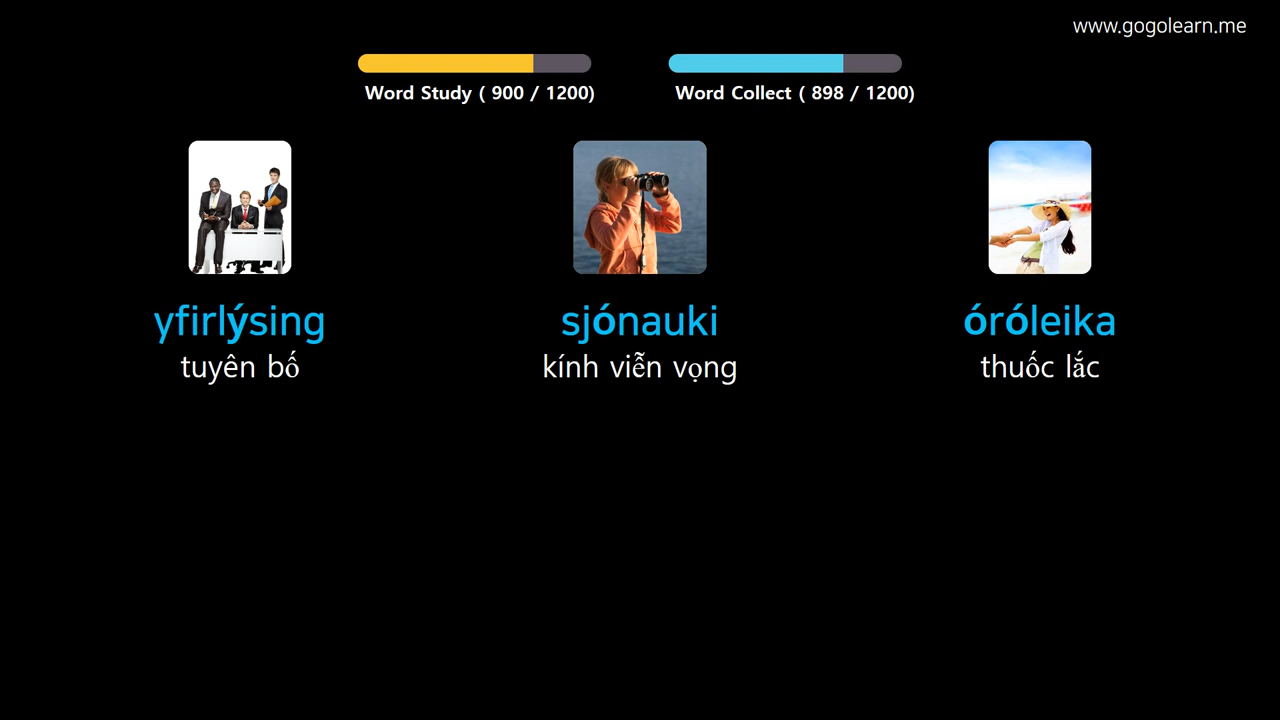 www.gogolearn.me
Word Study ( 900 / 1200)
Word Collect ( 898 / 1200)
yfirlýsing
tuyên bố
sjónauki
kính viễn vọng
óróleika
thuốc lắc